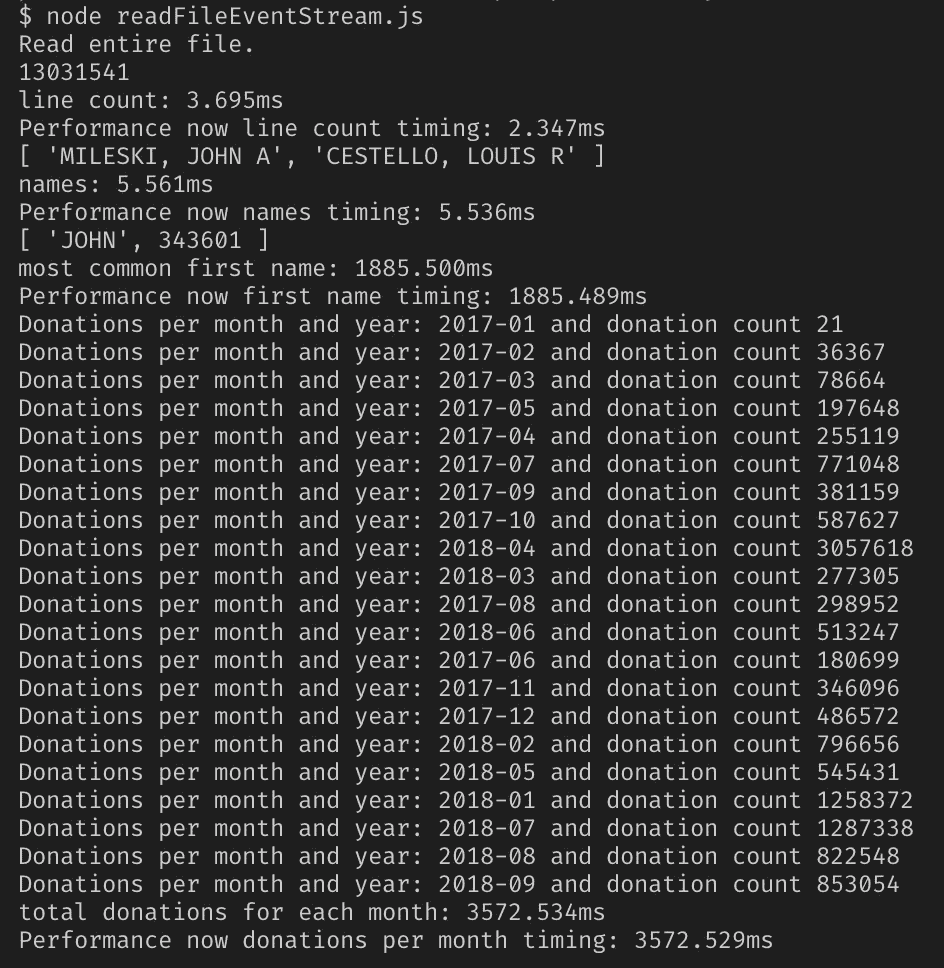 $ node readFileEventStream.js
Read entire file.
13031541
line count: 3.695ms
Performance now line count timing: 2.347ms
[ 'MILESKI, JOHN A', 'CESTELLO, LOUIS R' ]
names: 5.561ms
Performance now names timing: 5.536ms
[ 'JOHN', 343601 ]
most common first name: 1885.500ms
Performance now first name timing: 1885.489ms
Donations per month and year: 2017-01 and donation count 21
Donations per month and year: 2017-02 and donation count 36367
Donations per month and year: 2017-03 and donation count 78664
Donations per month and year: 2017-05 and donation count 197648
Donations per month and year: 2017-04 and donation count 255119
Donations per month and year: 2017-07 and donation count 771048
Donations per month and year: 2017-09 and donation count 381159
Donations per month and year: 2017-10 and donation count 587627
Donations per month and year: 2018-04 and donation count 3057618
Donations per month and year: 2018-03 and donation count 277305
Donations per month and year: 2017-08 and donation count 298952
Donations per month and year: 2018-06 and donation count 513247
Donations per month and year: 2017-06 and donation count 180699
Donations per month and year: 2017-11 and donation count 346096
Donations per month and year: 2017-12 and donation count 486572
Donations per month and year: 2018-02 and donation count 796656
Donations per month and year: 2018-05 and donation count 545431
Donations per month and year: 2018-01 and donation count 1258372
Donations per month and year: 2018-07 and donation count 1287338
Donations per month and year: 2018-08 and donation count 822548
Donations per month and year: 2018-09 and donation count 853054
total donations for each month: 3572.534ms
Performance now donations per month timing: 3572.529ms